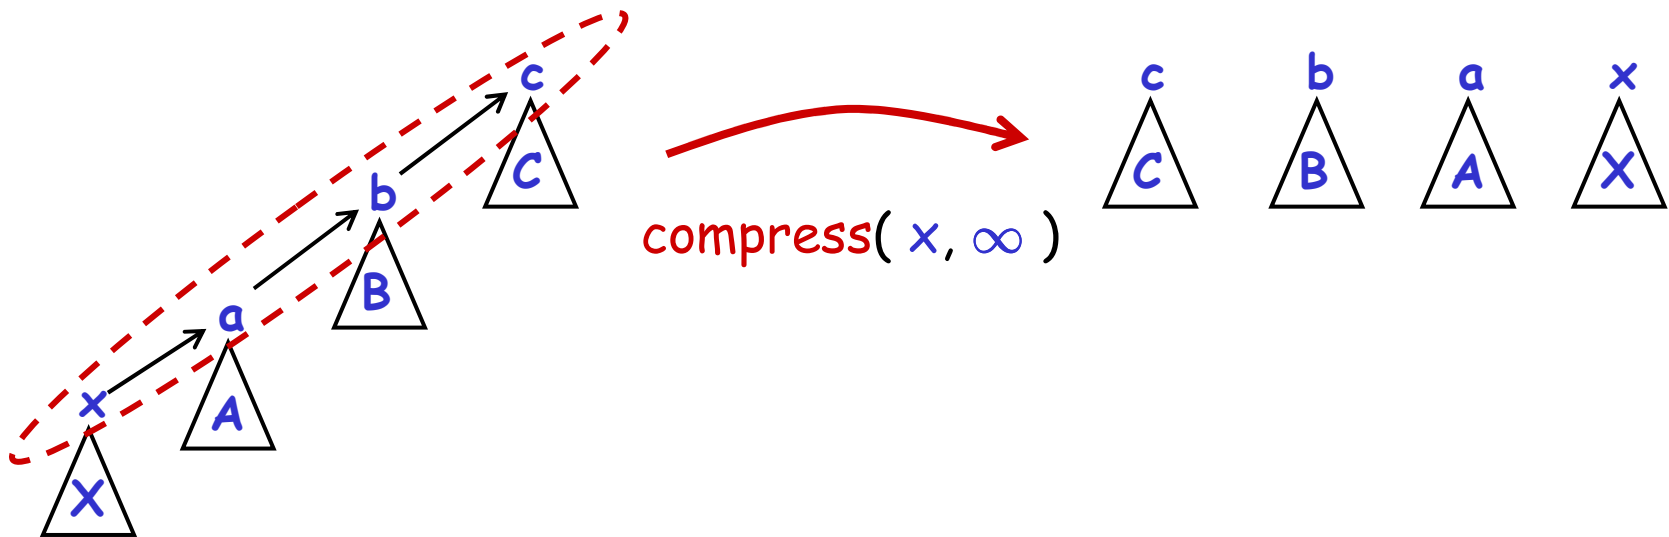 c
C
b
B
a
A
x
X
compress( x, ∞ )
c b a x
C B A X